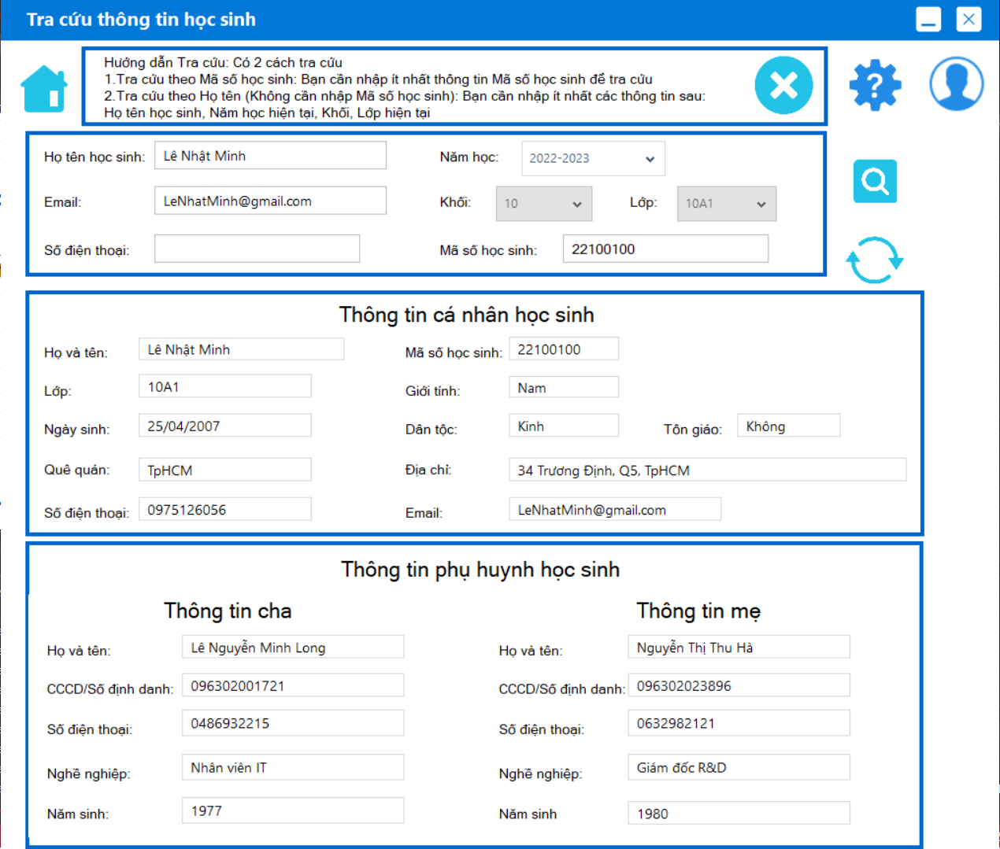 Tra cứu thông tin học sinh
Hướng dẫn Tra cứu: Có 2 cách tra cứu
1.Tra cứu theo Mã số học sinh: Bạn cần nhập ít nhất thông tin Mã số học sinh để tra cứu
2.Tra cứu theo Họ tên (Không cần nhập Mã số học sinh): Bạn cần nhập ít nhất các thông tin sau:
Họ tên học sinh, Năm học hiện tại, Khối, Lớp hiện tại
Họ tên học sinh: Lê Nhật Minh Năm học: 2022-2023
Email: LeNhatMinh@gmail.com Khối: 10 Lớp: 10A1
Số điện thoại: Mã số học sinh: 22100100
Thông tin cá nhân học sinh
Họ và tên: Lê Nhật Minh Mã số học sinh: 22100100
Lớp: 10A1 Giới tính: Nam
Ngày sinh: 25/04/2007 Dân tộc: Kinh Tôn giáo: Không
Quê quán: TpHCM Địa chỉ: 34 Trương Định, Q5, TpHCM
Số điện thoại: 0975126056 Email: LeNhatMinh@gmail.com
Thông tin phụ huynh học sinh
Thông tin cha Thông tin mẹ
Họ và tên: Lê Nguyễn Minh Long Họ và tên: Nguyễn Thị Thu Hà
CCCD/Số định danh: 096302001721 CCCD/Số định danh: 096302023896
Số điện thoại: 0486932215 Số điện thoại: 0632982121
Nghề nghiệp: Nhân viên IT Nghề nghiệp: Giám đốc R&D
Năm sinh: 1977 Năm sinh 1980